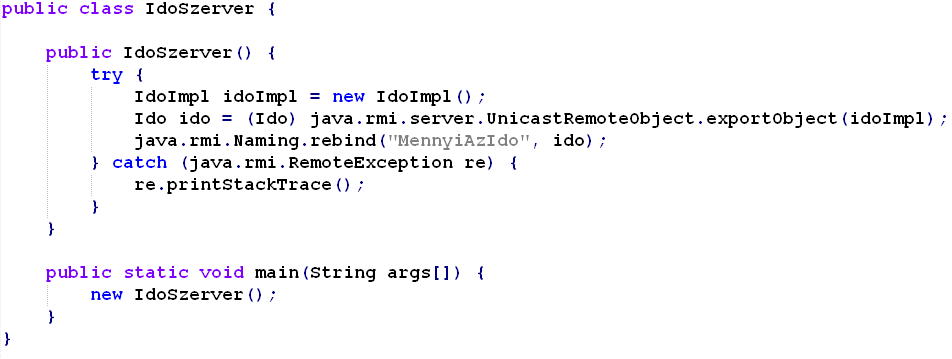 public class IdoSzerver {
public IdoSzerver() {
try {
IdoImpl idoImpl = new IdoImpl();
Ido ido = (Ido) java.rmi.server.UnicastRemoteObject.exportObject(idoImpl);
java.rmi.Naming.rebind("MennyiAzIdo", ido);
} catch (java.rmi.RemoteException re) {
re.printStackTrace();
}
}
public static void main(String args[]) {
new IdoSzerver();
}
}